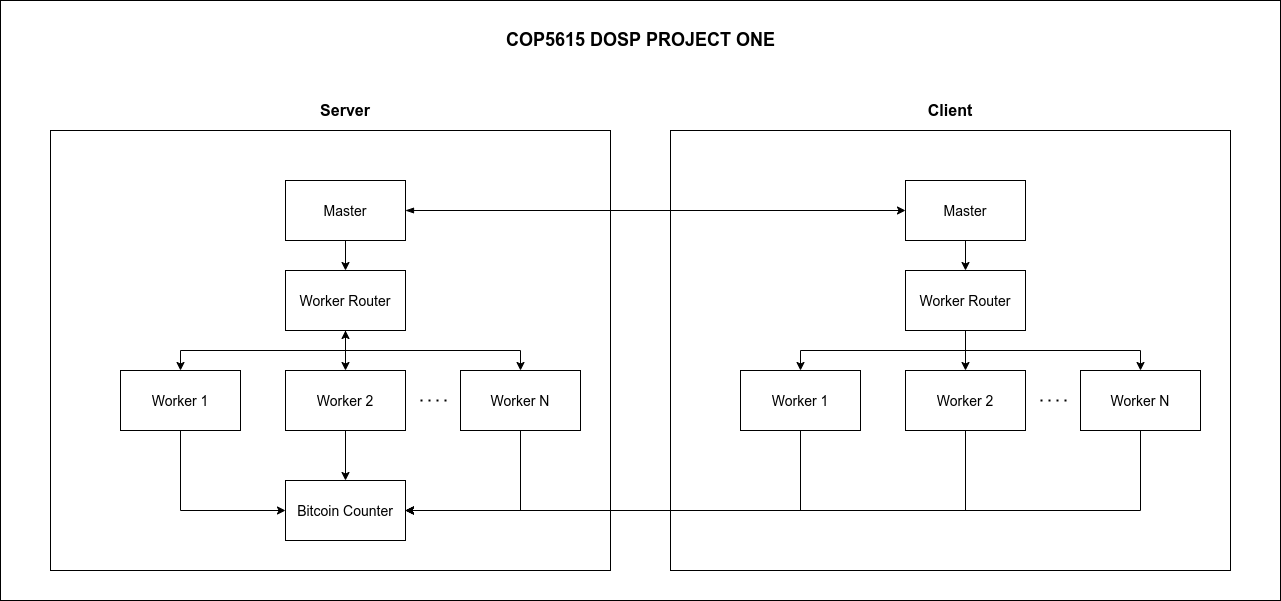 COP5615 DOSP PROJECT ONE
Server
Client
Master
Master
Worker Router
Worker Router
Worker 1
Worker 2
....
Worker N
Worker 1
Worker 2
....
Worker N
Bitcoin Counter